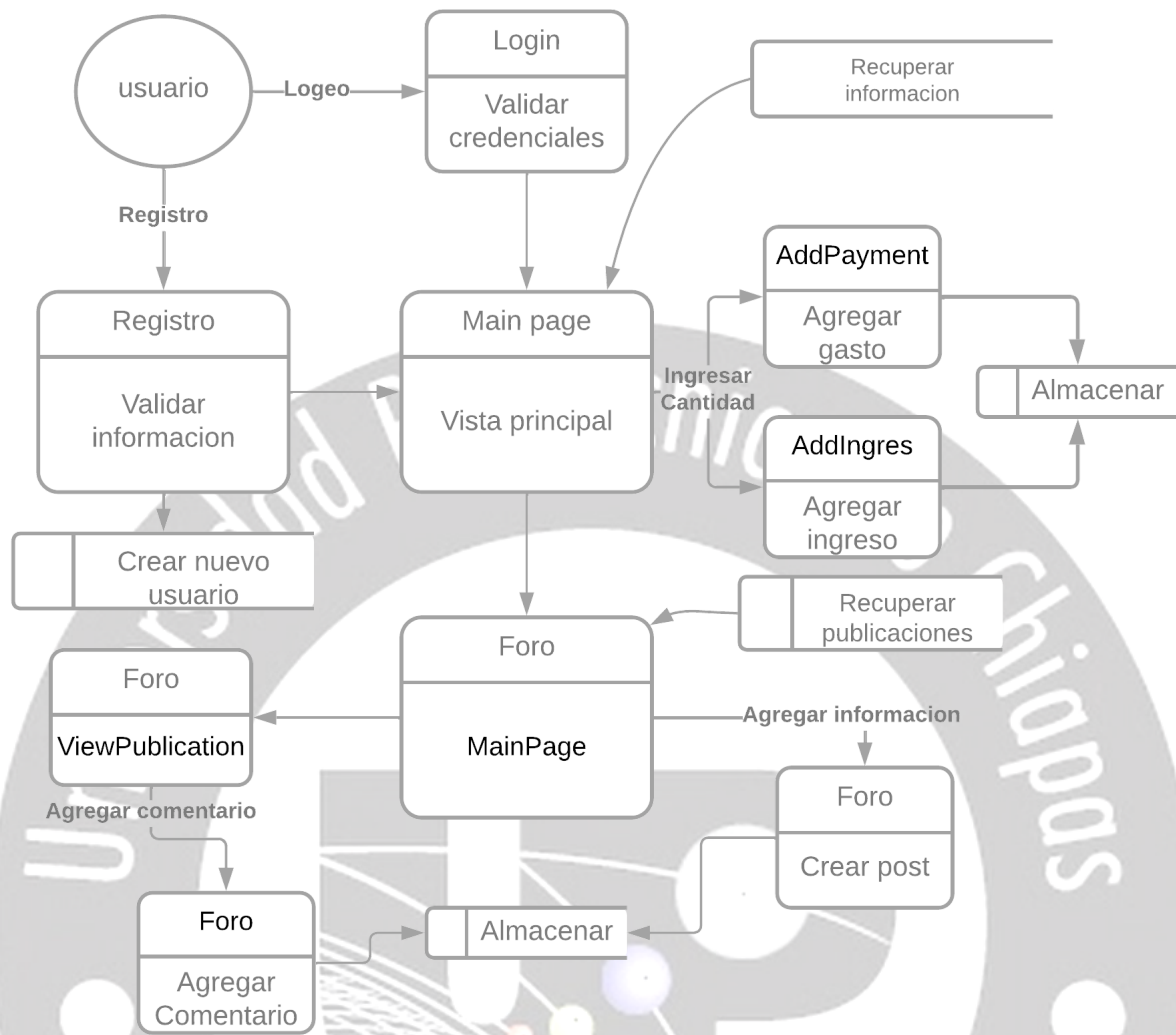 usuario
Logeo
Login
Validar
credenciales
Recuperar
informacion
Registro
AddPayment
Agregar
gasto
Registro
Validar
informacion
Main page
Vista principal
Ingresar
Cantidad
Almacenar
AddIngres
Agregar
ingreso
Crear nuevo
usuario
Recuperar
publicaciones
Foro
MainPage
Foro
ViewPublication
Agregar informacion
Agregar comentario
Foro
Crear post
Foro
Agregar
Comentario
Almacenar
Chiapas